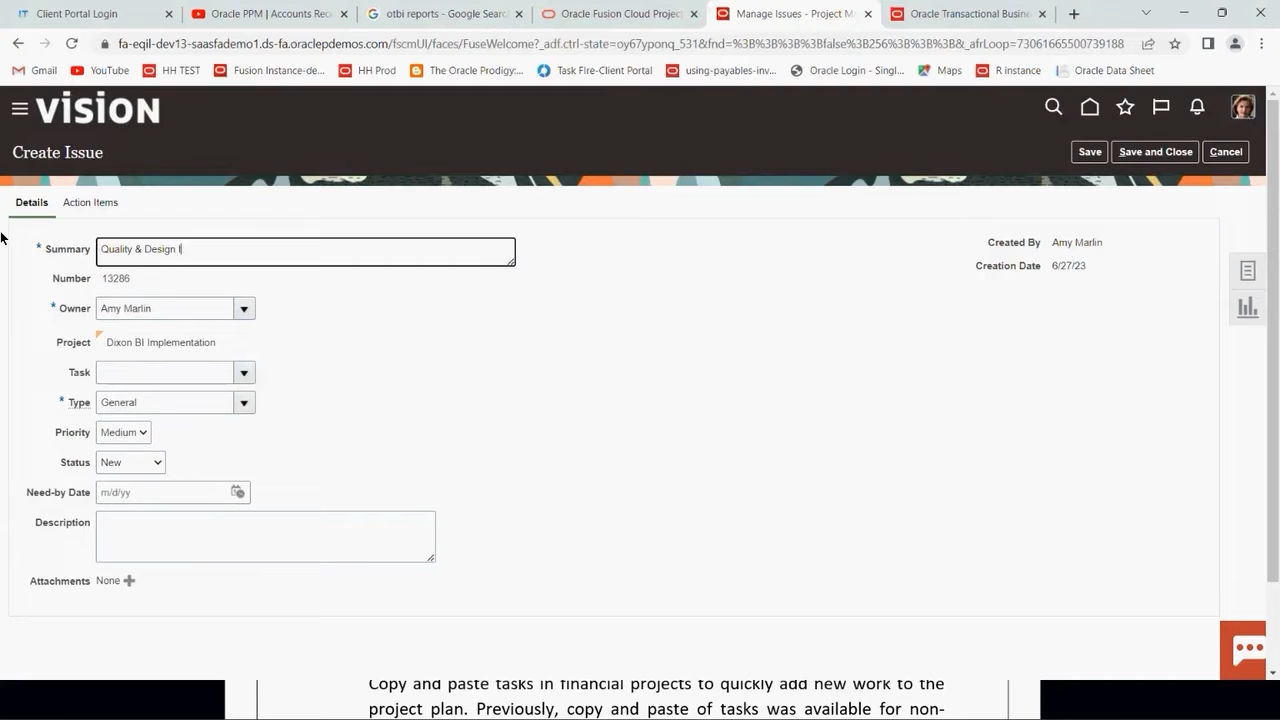 Client Portal Login
Oracle PPM | Accounts Rec
otbi reports - Google Searc
Oracle Fusion Cloud Project
Manage Issues - Project Ma
Oracle Transactional Busine
fa-eqil-dev13-saasfademo1.ds-fa.oraclepdemos.com/fscmUI/faces/FuseWelcome?_adf.ctrl-state=oy67yponq_531&fnd=%3B%3B%3B%3Bfalse%3B256%3B%3B%3B&_afrLoop=73061665500739188
Gmail
YouTube
HH TEST
Fusion Instance-de...
HH Prod
The Oracle Prodigy:...
Task FIre-Client Portal
using-payables-inv...
Oracle Login - Singl...
Maps
R instance
Oracle Data Sheet
VISION
Create Issue
Save
Save and Close
Cancel
Details
Action Items
* Summary Quality & Design I
Created By Amy Marlin
Number 13286
Creation Date 6/27/23
* Owner Amy Marlin
Project Dixon BI Implementation
Task
* Type General
Priority Medium
Status New
Need-by Date m/d/yy
Description
Attachments None
Copy and paste tasks in financial projects to quickly add new work to the
project plan. Previously, copy and paste of tasks was available for non-